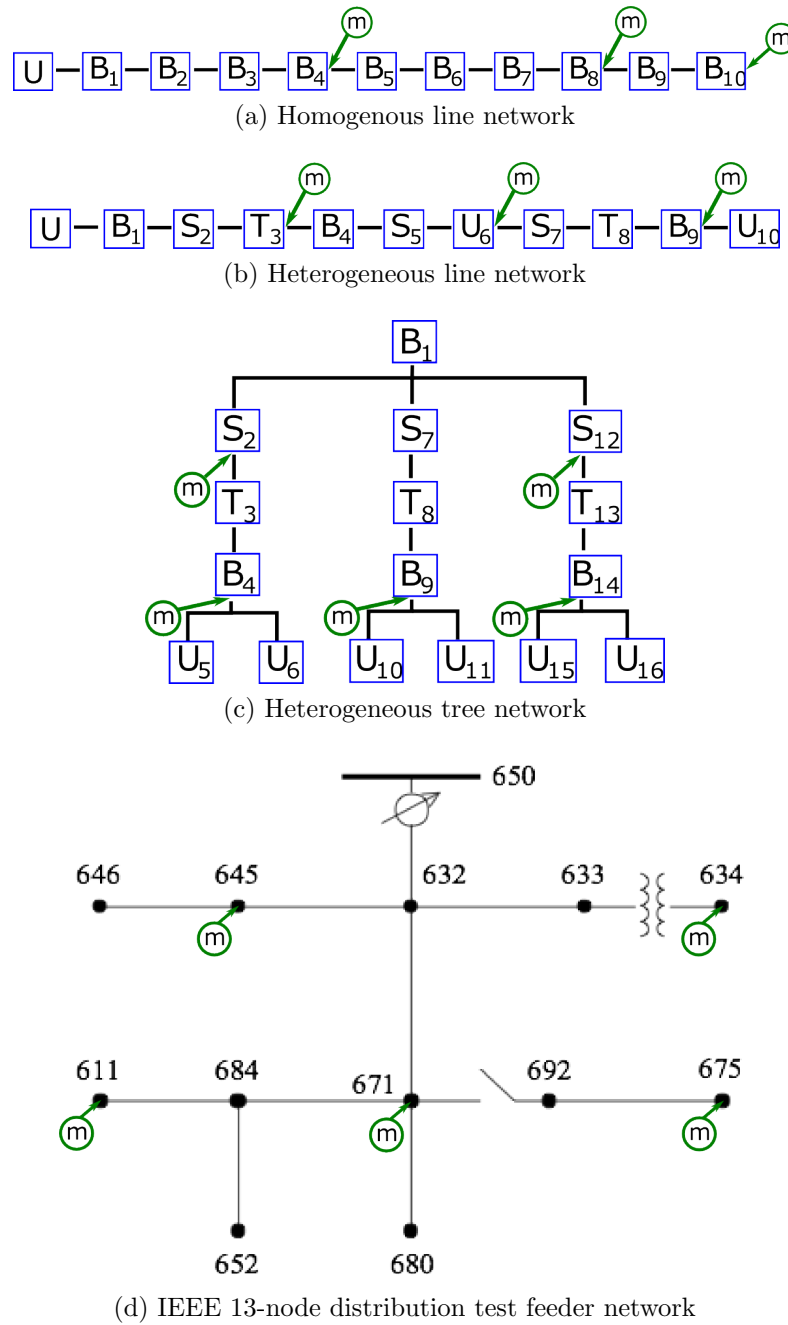 m m m
U B1 B2 B3 B4 B5 B6 B7 B8 B9 B10
(a) Homogenous line network
m m m
U B1 S2 T3 B4 S5 U6 S7 T8 B9 U10
(b) Heterogeneous line network
B1
S2 S7 S12
m m
T3 T8 T13
B4 B9 B14
m m m
U5 U6 U10 U11 U15 U16
(c) Heterogeneous tree network
650
646 645 632 633 634
m m
611 684 671 692 675
m m m
652 680
(d) IEEE 13-node distribution test feeder network